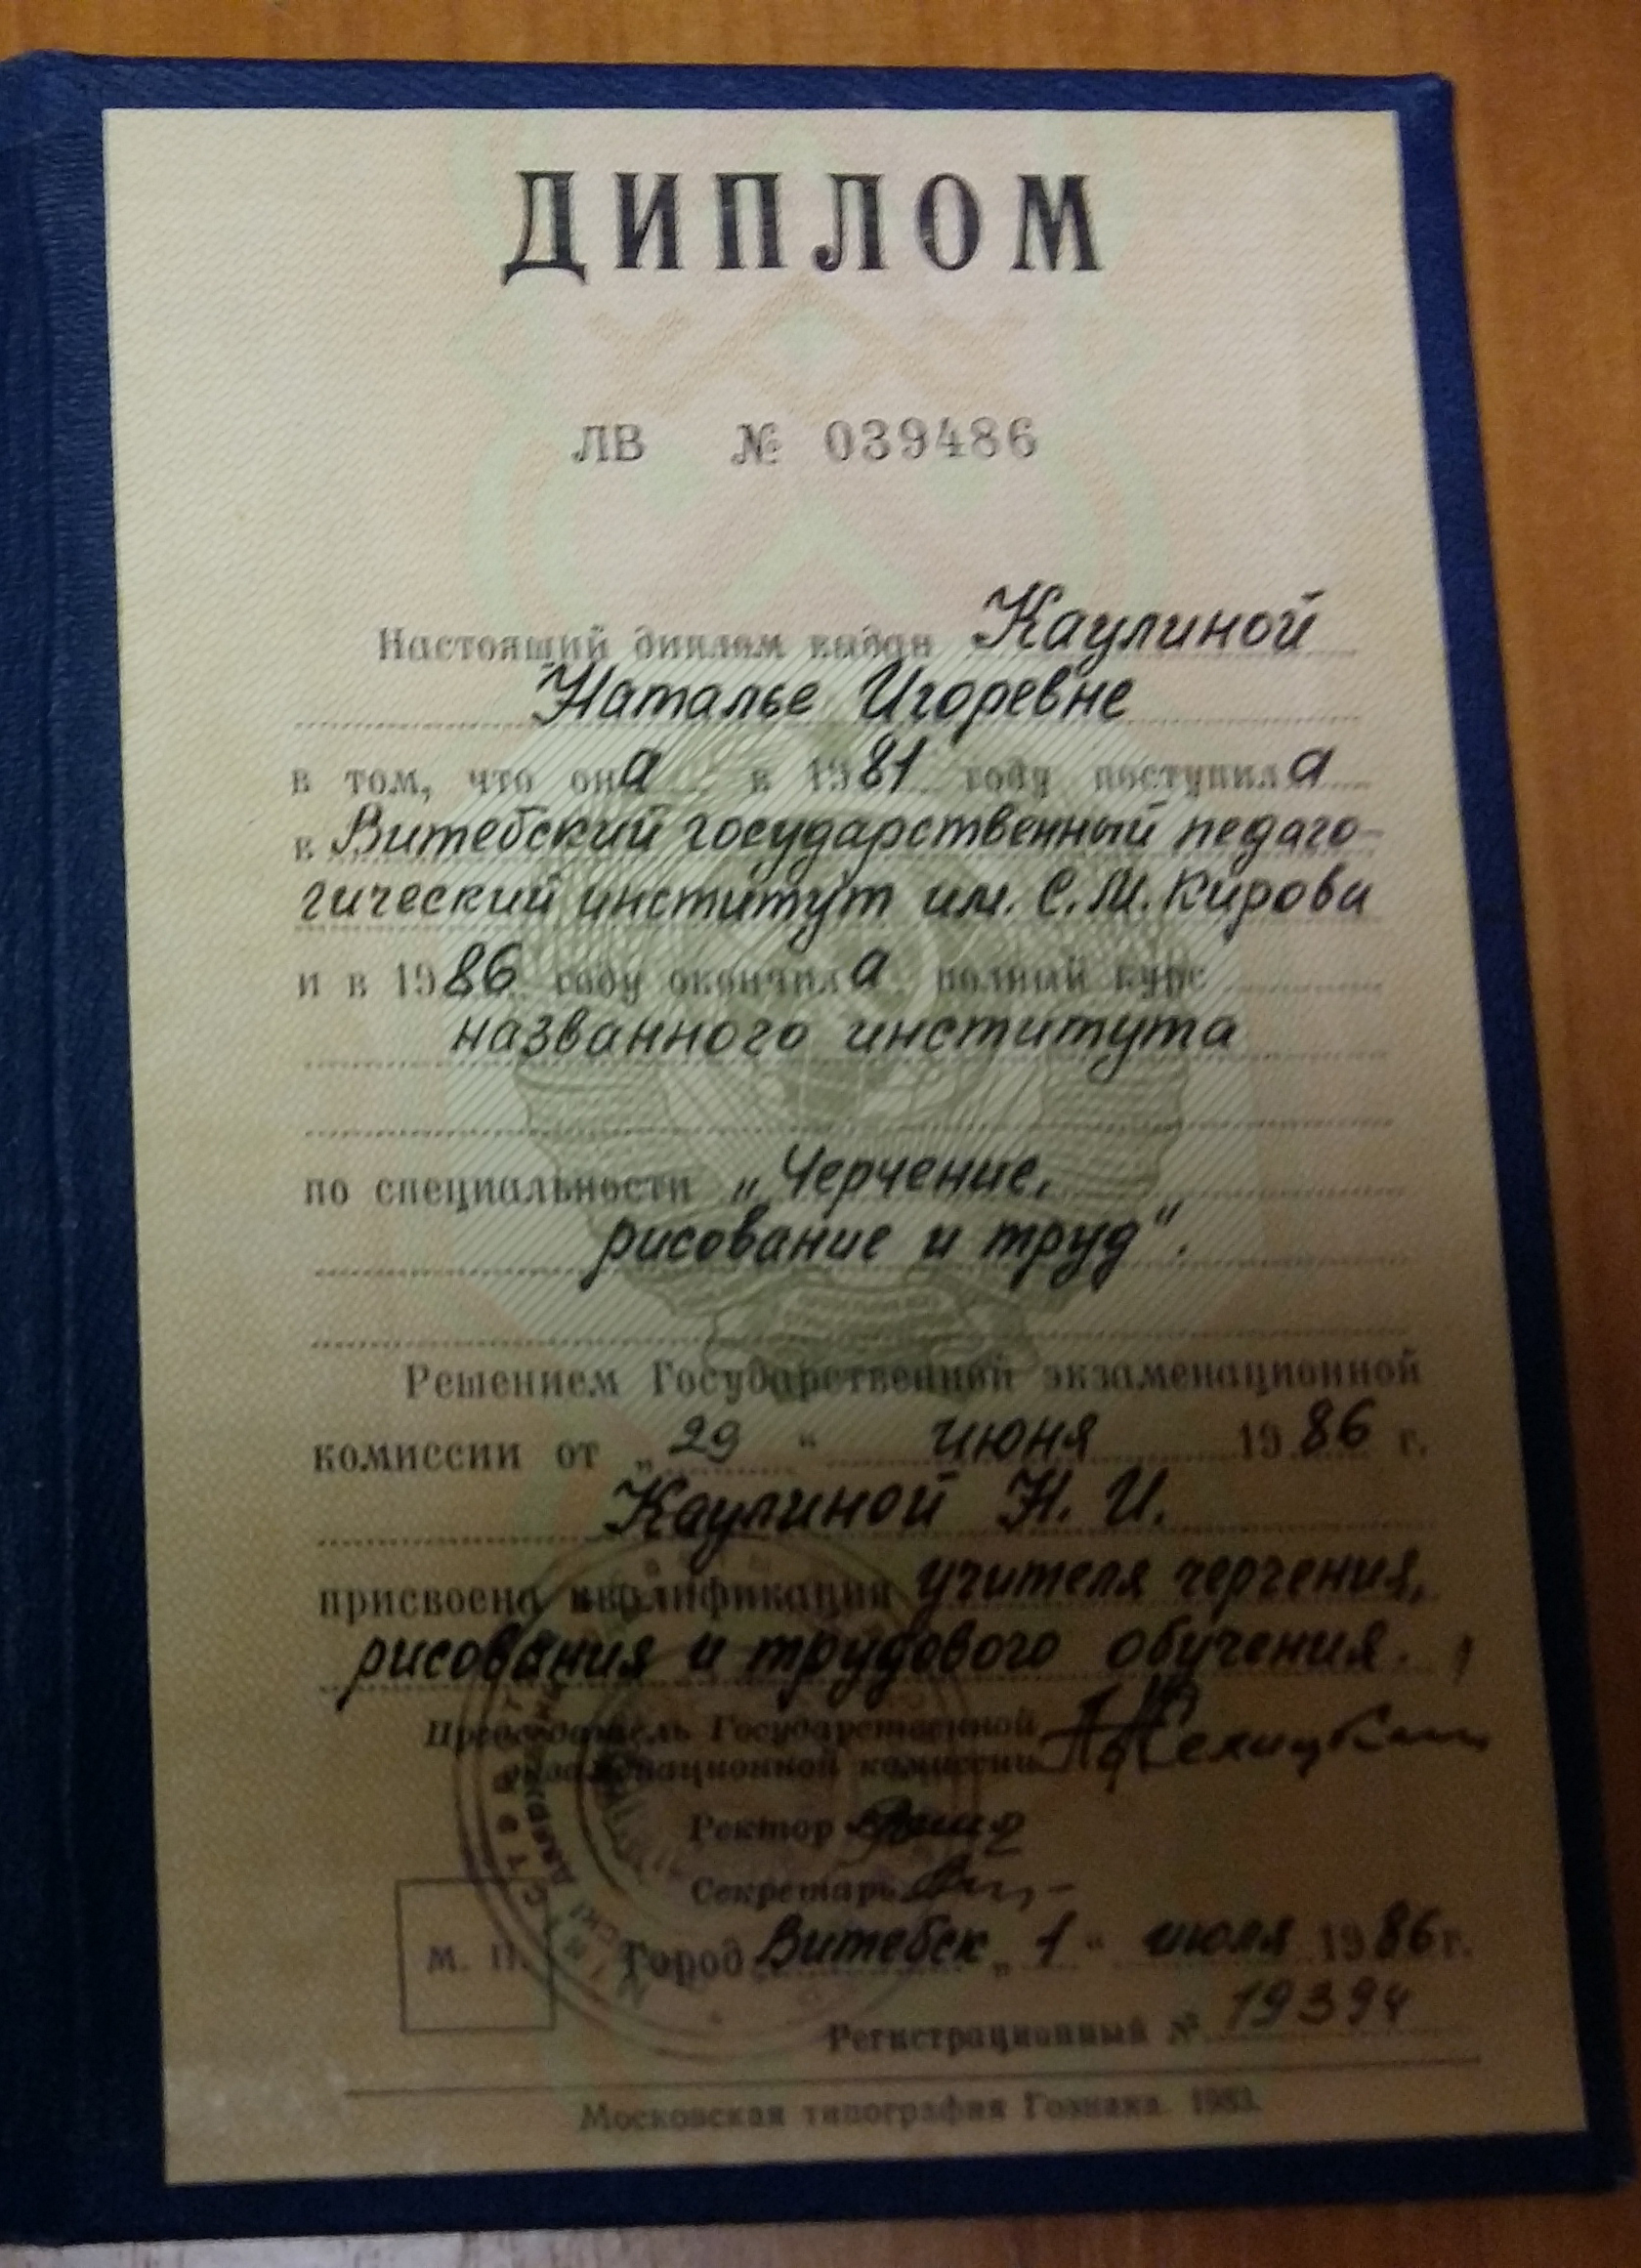 ДИПЛОМ
ЛВ № 039486
Настоящий диплом выдан Каулиной
Наталье Игоревне
в том, что она в 1981 году поступила
в Витебский государственный педаго-
гический институт им. С.М. Кирова
и в 1986 году окончила полный курс
названного института
по специальности „Черчение,
рисование и труд“.
Решением Государственной экзаменационной
комиссии от „29“ июня 1986 г.
Каулиной Н. И.
присвоена квалификация учителя черчения,
рисования и трудового обучения.
Председатель Государственной
экзаменационной комиссии
Ректор
Секретарь
М. П. Город Витебск „1“ июля 1986 г.
Регистрационный № 19394
Московская типография Гознака. 1983.